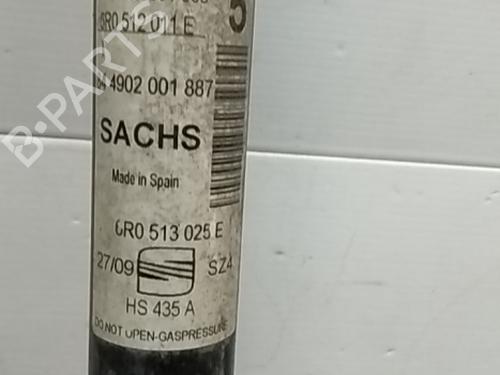 5
6R0 512 011 E
4902 001 887
SACHS
Made in Spain
6R0 513 025 E
27/09
SZ4
HS 435 A
DO NOT OPEN-GASPRESSURE
B-PARTS